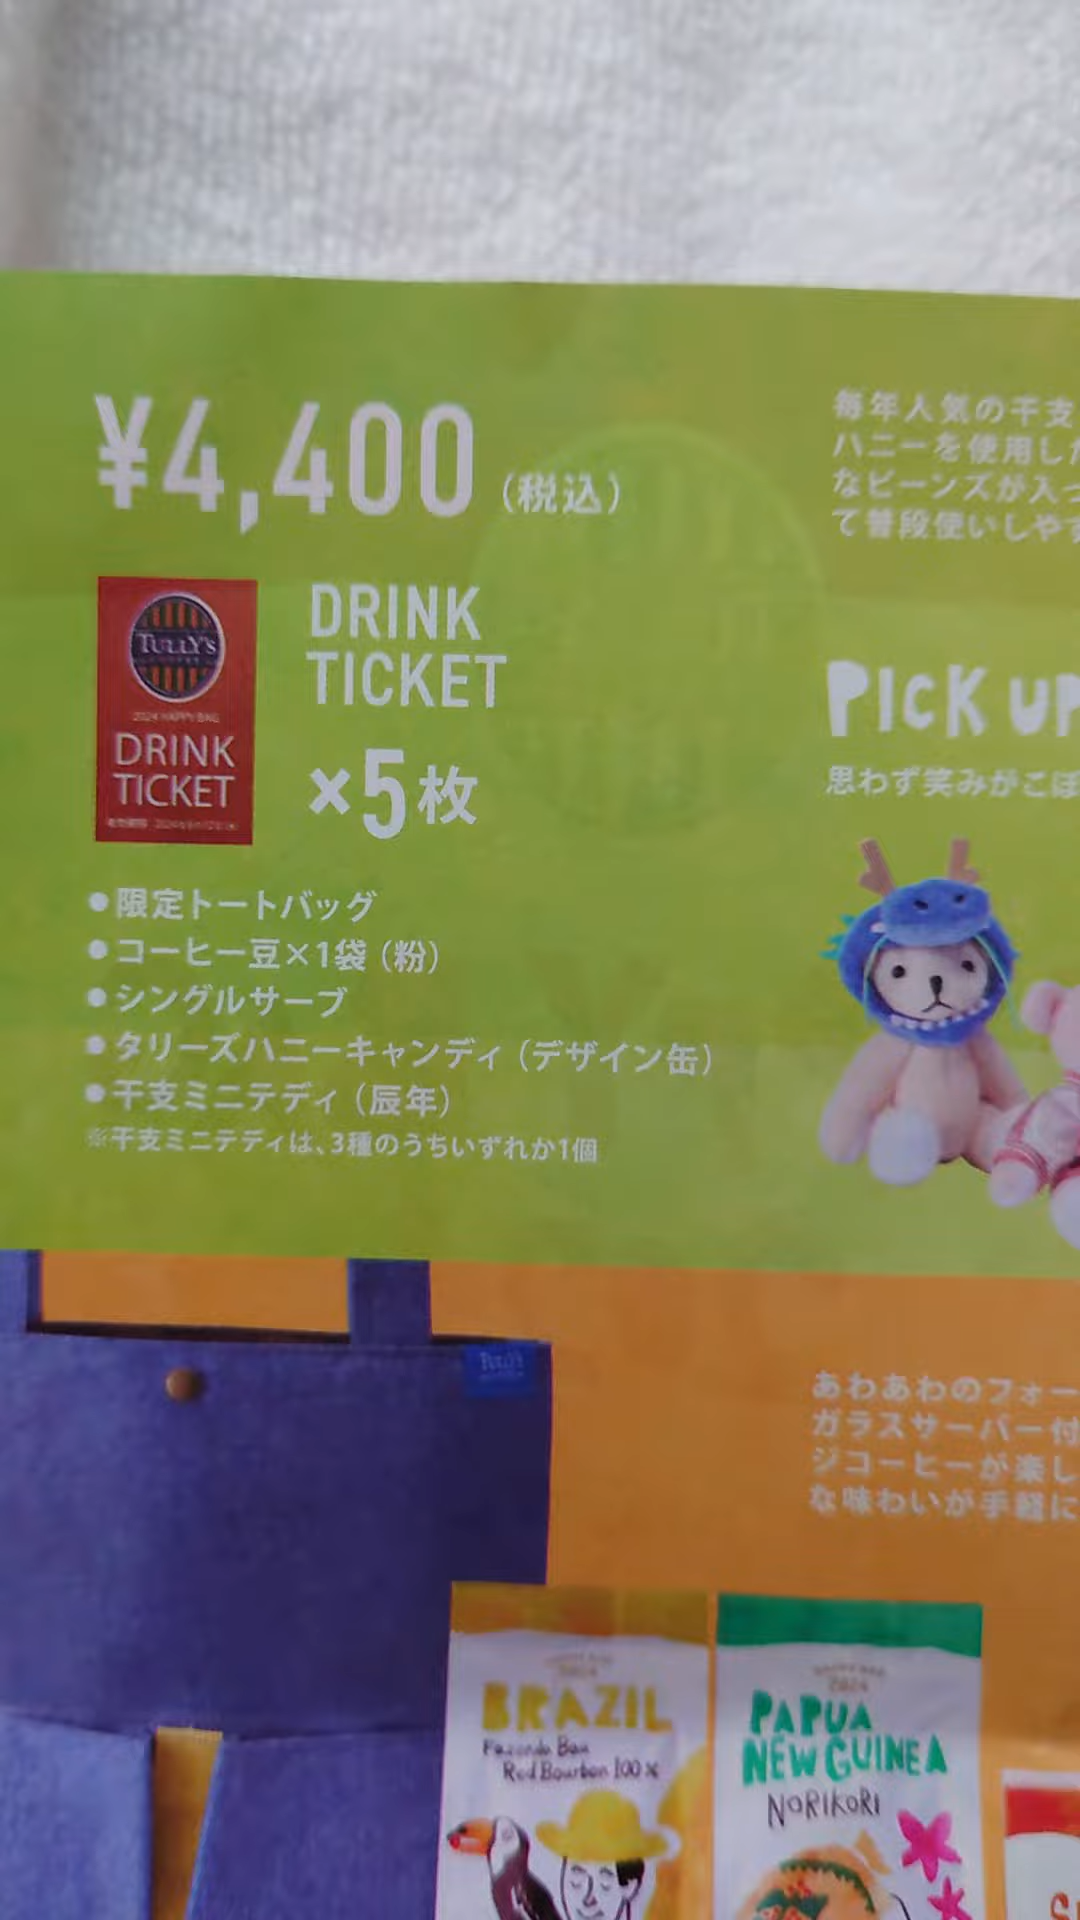 ¥4,400（税込）
TULLY'S
2024 HAPPY BAG
DRINK
TICKET
DRINK
TICKET
×5枚
●限定トートバッグ
●コーヒー豆×1袋（粉）
●シングルサーブ
●タリーズハニーキャンディ（デザイン缶）
●干支ミニテディ（辰年）
※干支ミニテディは、3種のうちいずれか1個
毎年人気の干支
ハニーを使用した
なビーンズが入っ
て普段使いしやす
PICK UP
思わず笑みがこぼ
TULLY'S
あわあわのフォー
ガラスサーバー付
ジコーヒーが楽し
な味わいが手軽に
2024
BRAZIL
Red Bourbon 100%
2024
PAPUA
NEW GUINEA
NORIKORI